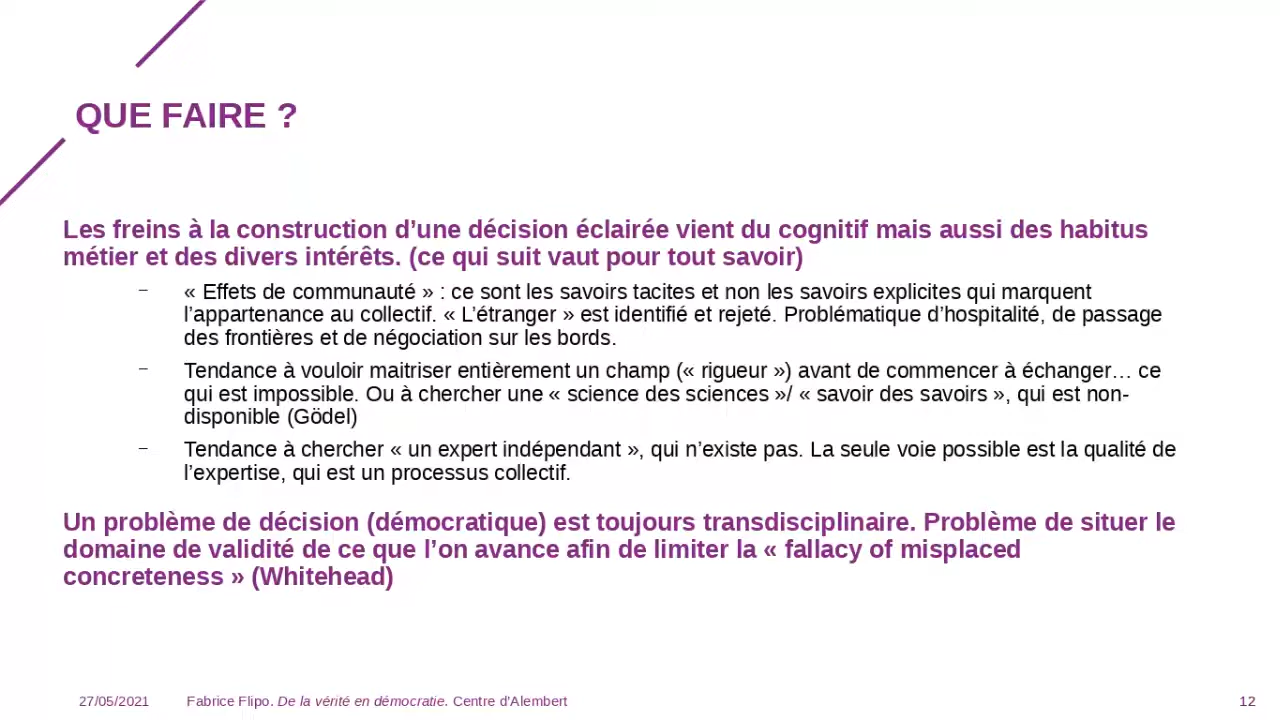 QUE FAIRE ?
Les freins à la construction d'une décision éclairée vient du cognitif mais aussi des habitus
métier et des divers intérêts. (ce qui suit vaut pour tout savoir)
– « Effets de communauté » : ce sont les savoirs tacites et non les savoirs explicites qui marquent
l’appartenance au collectif. « L’étranger » est identifié et rejeté. Problématique d’hospitalité, de passage
des frontières et de négociation sur les bords.
– Tendance à vouloir maitriser entièrement un champ (« rigueur ») avant de commencer à échanger… ce
qui est impossible. Ou à chercher une « science des sciences »/ « savoir des savoirs », qui est non-
disponible (Gödel)
– Tendance à chercher « un expert indépendant », qui n’existe pas. La seule voie possible est la qualité de
l’expertise, qui est un processus collectif.
Un problème de décision (démocratique) est toujours transdisciplinaire. Problème de situer le
domaine de validité de ce que l’on avance afin de limiter la « fallacy of misplaced
concreteness » (Whitehead)
27/05/2021 Fabrice Flipo. De la vérité en démocratie. Centre d'Alembert 12